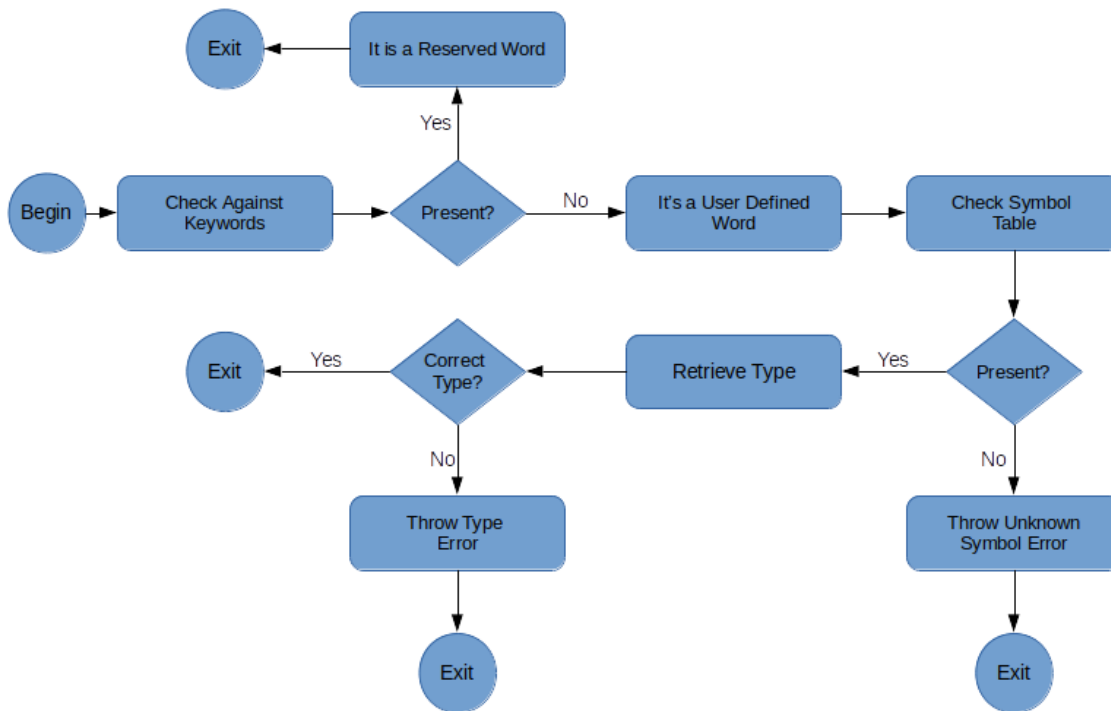 Exit
It is a Reserved Word
Yes
Begin
Check Against
Keywords
Present?
No
It's a User Defined
Word
Check Symbol
Table
Exit
Yes
Correct
Type?
Retrieve Type
Yes
Present?
No
No
Throw Type
Error
Throw Unknown
Symbol Error
Exit
Exit